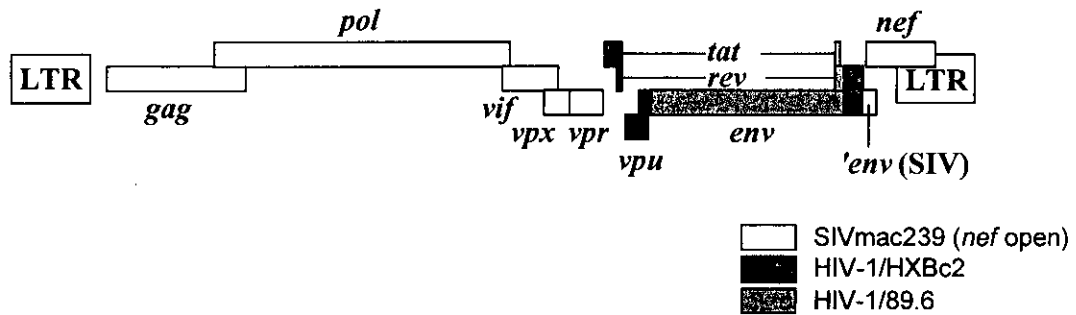 pol
nef
LTR
tat
LTR
rev
gag
vif
vpx
vpr
env
vpu
'env (SIV)
SIVmac239 (nef open)
HIV-1/HXBc2
HIV-1/89.6